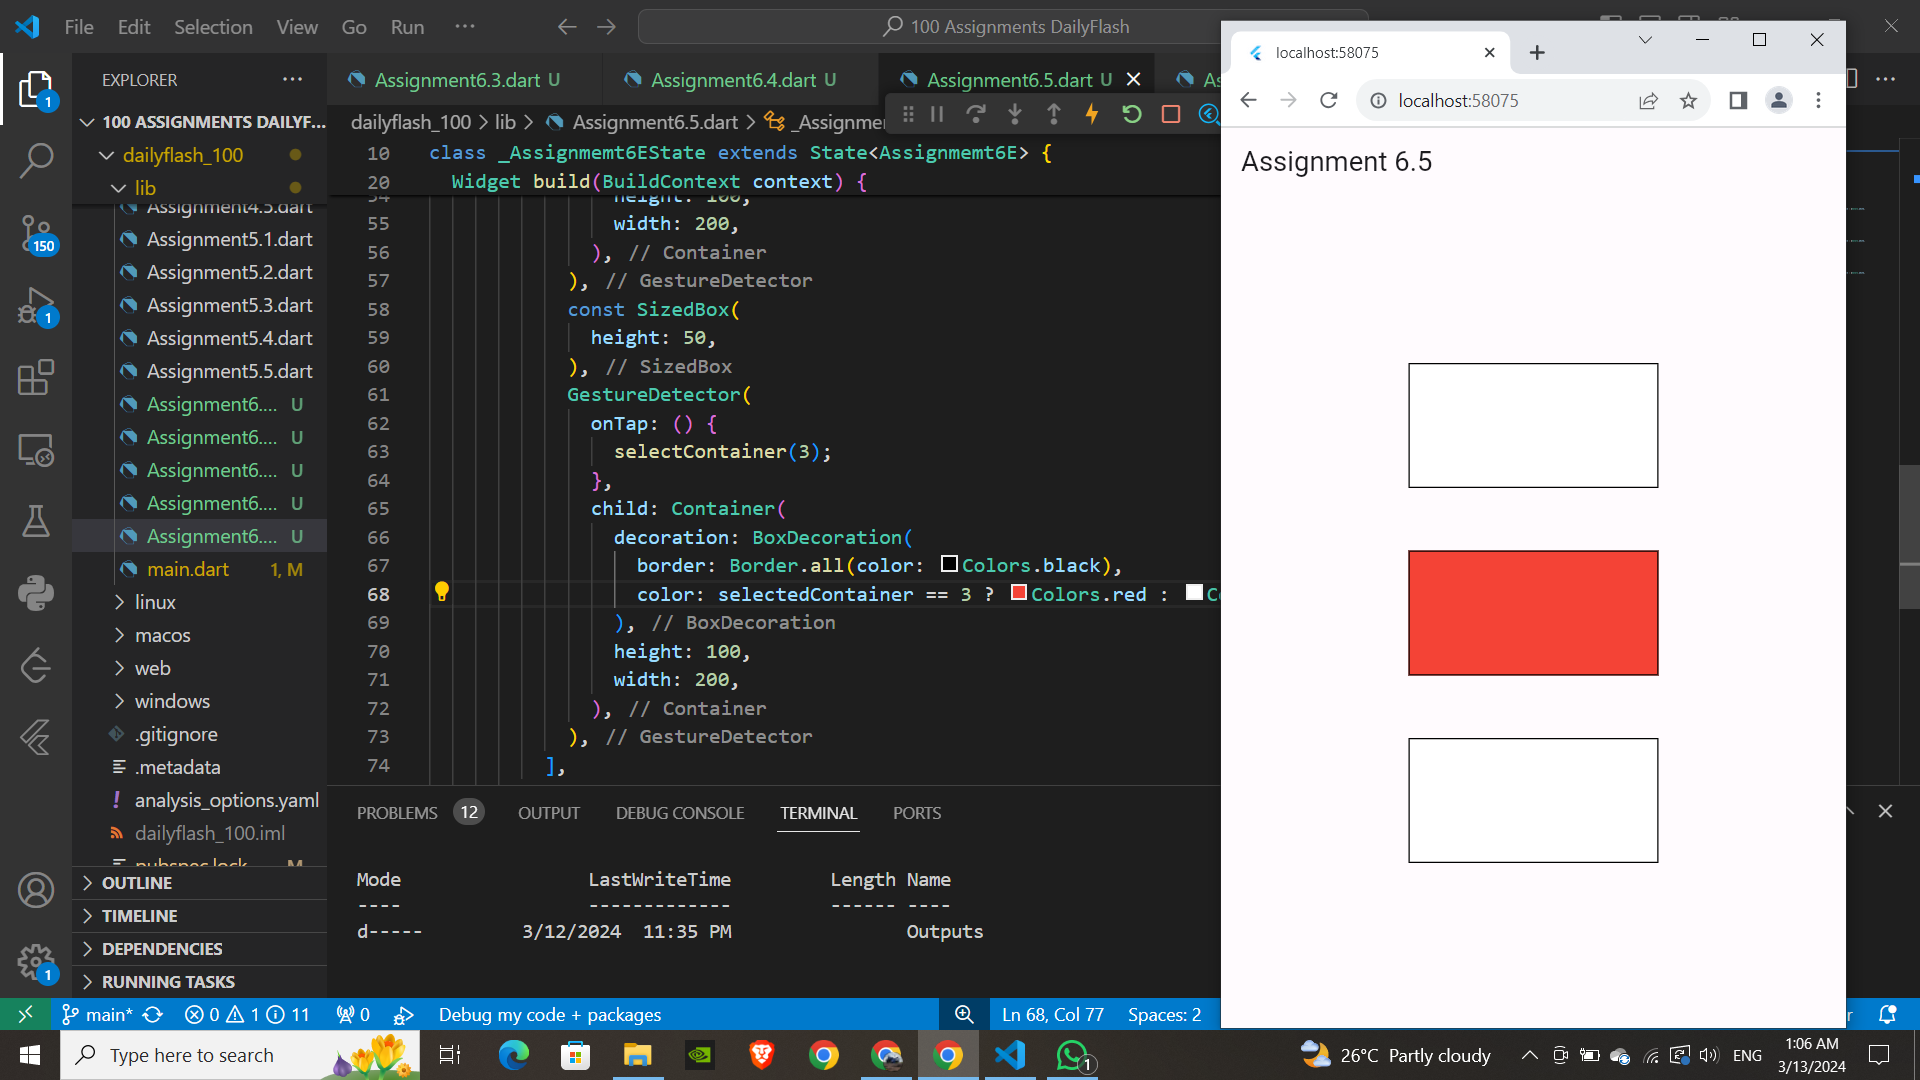 File Edit Selection View Go Run ···
100 Assignments DailyFlash
EXPLORER
100 ASSIGNMENTS DAILYF...
dailyflash_100
lib
Assignment4.5.dart
Assignment5.1.dart
Assignment5.2.dart
Assignment5.3.dart
Assignment5.4.dart
Assignment5.5.dart
Assignment6.... U
Assignment6.... U
Assignment6.... U
Assignment6.... U
Assignment6.... U
main.dart 1, M
linux
macos
web
windows
.gitignore
.metadata
analysis_options.yaml
dailyflash_100.iml
pubspec.lock M
OUTLINE
TIMELINE
DEPENDENCIES
RUNNING TASKS
1
150
1
1
Assignment6.3.dart U
Assignment6.4.dart U
Assignment6.5.dart U
dailyflash_100 > lib > Assignment6.5.dart >
10 class _Assignmemt6EState extends State<Assignmemt6E> {
20 Widget build(BuildContext context) {
54 height: 100,
55 width: 200,
56 ), // Container
57 ), // GestureDetector
58 const SizedBox(
59 height: 50,
60 ), // SizedBox
61 GestureDetector(
62 onTap: () {
63 selectContainer(3);
64 },
65 child: Container(
66 decoration: BoxDecoration(
67 border: Border.all(color: Colors.black),
68 color: selectedContainer == 3 ? Colors.red :
69 ), // BoxDecoration
70 height: 100,
71 width: 200,
72 ), // Container
73 ), // GestureDetector
74 ],
PROBLEMS 12 OUTPUT DEBUG CONSOLE TERMINAL PORTS
Mode LastWriteTime Length Name
---- ------------- ------ ----
d----- 3/12/2024 11:35 PM Outputs
main* 0 1 11 0 Debug my code + packages Ln 68, Col 77 Spaces: 2
localhost:58075
localhost:58075
Assignment 6.5
Type here to search
1
26°C Partly cloudy
ENG
1:06 AM
3/13/2024